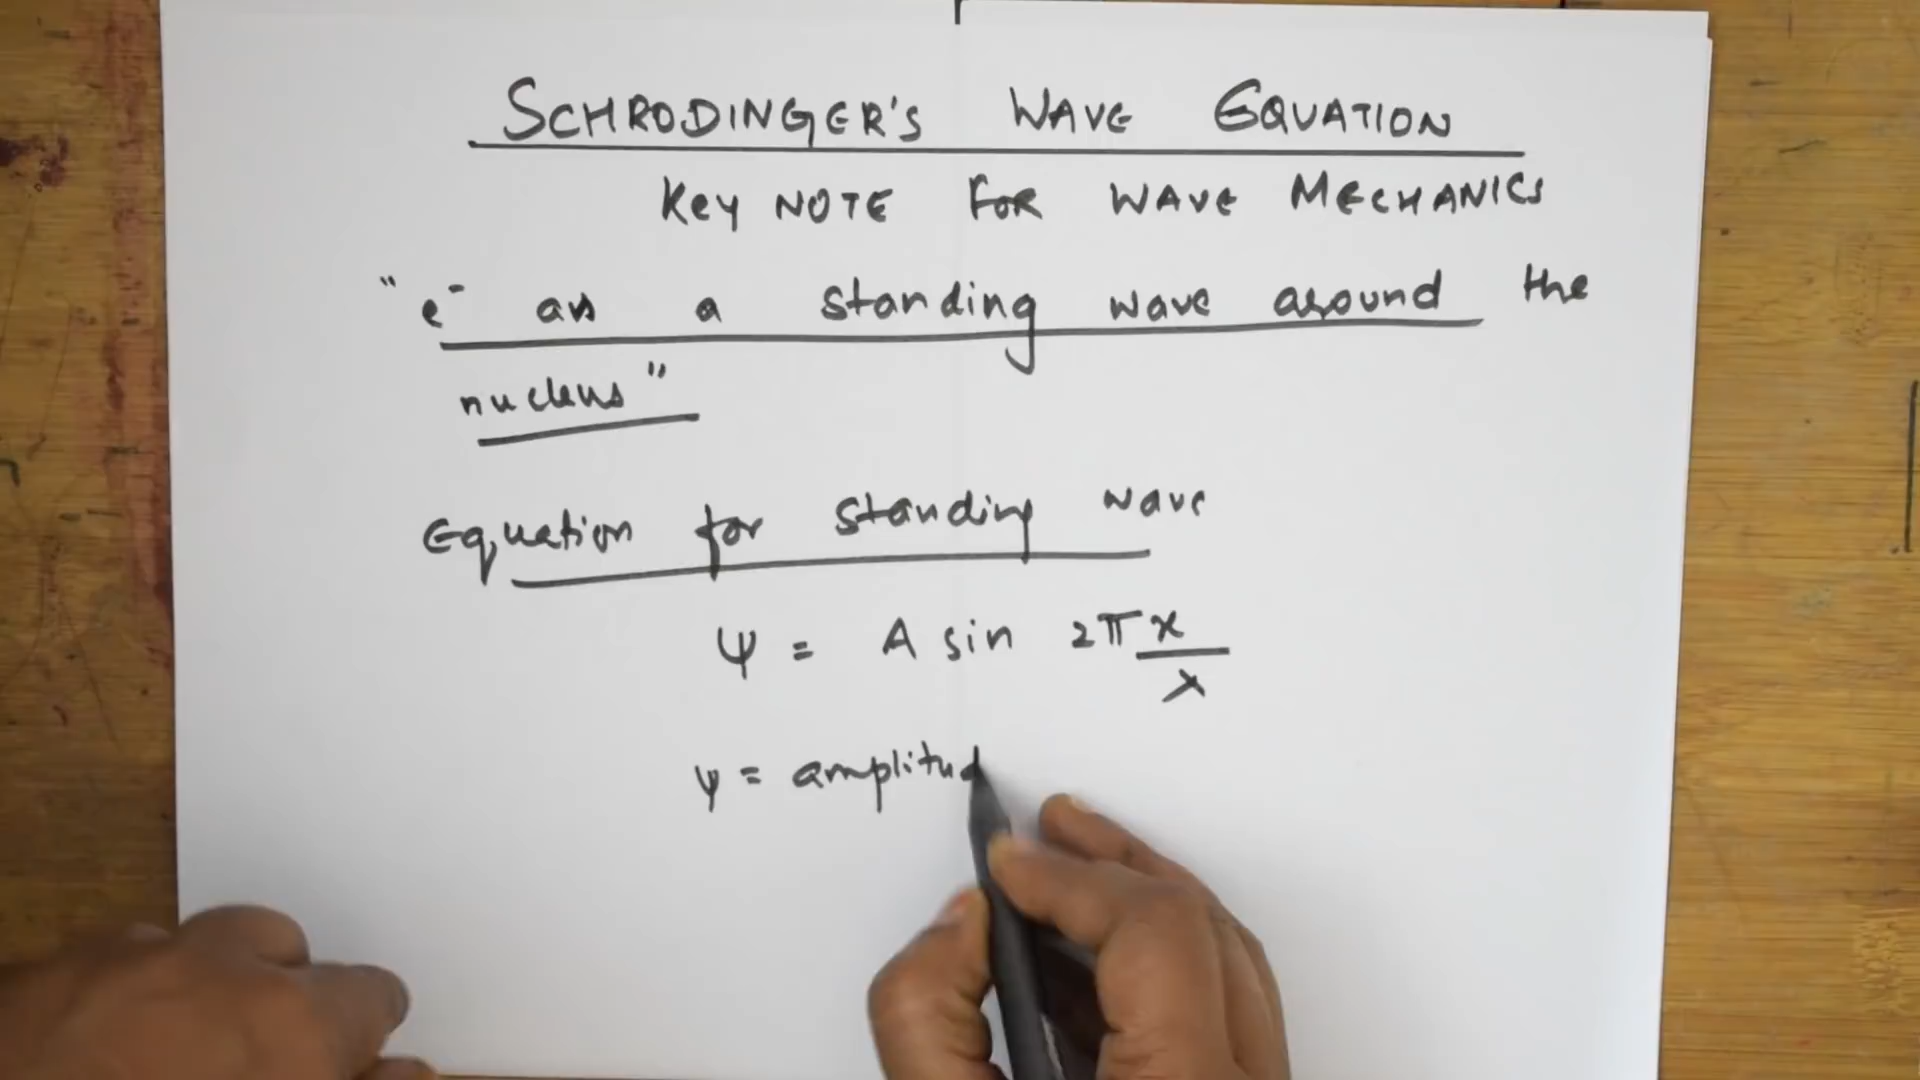 SCHRODINGER'S WAVE EQUATION
KEY NOTE FOR WAVE MECHANICS
"e⁻ as a standing wave around the
nucleus"
Equation for standing wave
Ψ = A sin 2π x/λ
ψ = amplitud